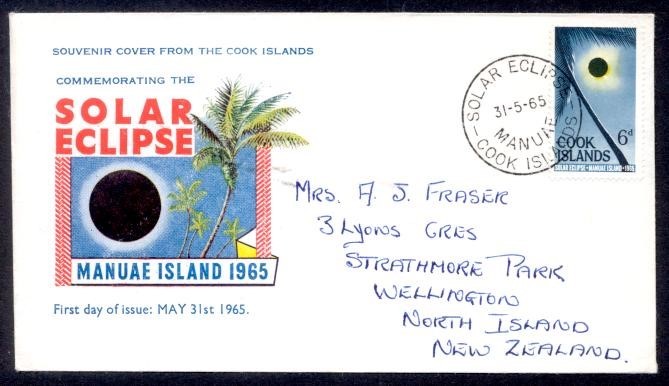 SOUVENIR COVER FROM THE COOK ISLANDS
COMMEMORATING THE
SOLAR
ECLIPSE
MANUAE ISLAND 1965
First day of issue: MAY 31st 1965.
SOLAR ECLIPSE
31-5-65
MANUAE
COOK ISLANDS
6d
COOK
ISLANDS
SOLAR ECLIPSE·MANUAE ISLAND·1965
MRS. A. J. FRASER
3 LYONS CRES
STRATHMORE PARK
WELLINGTON
NORTH ISLAND
NEW ZEALAND.